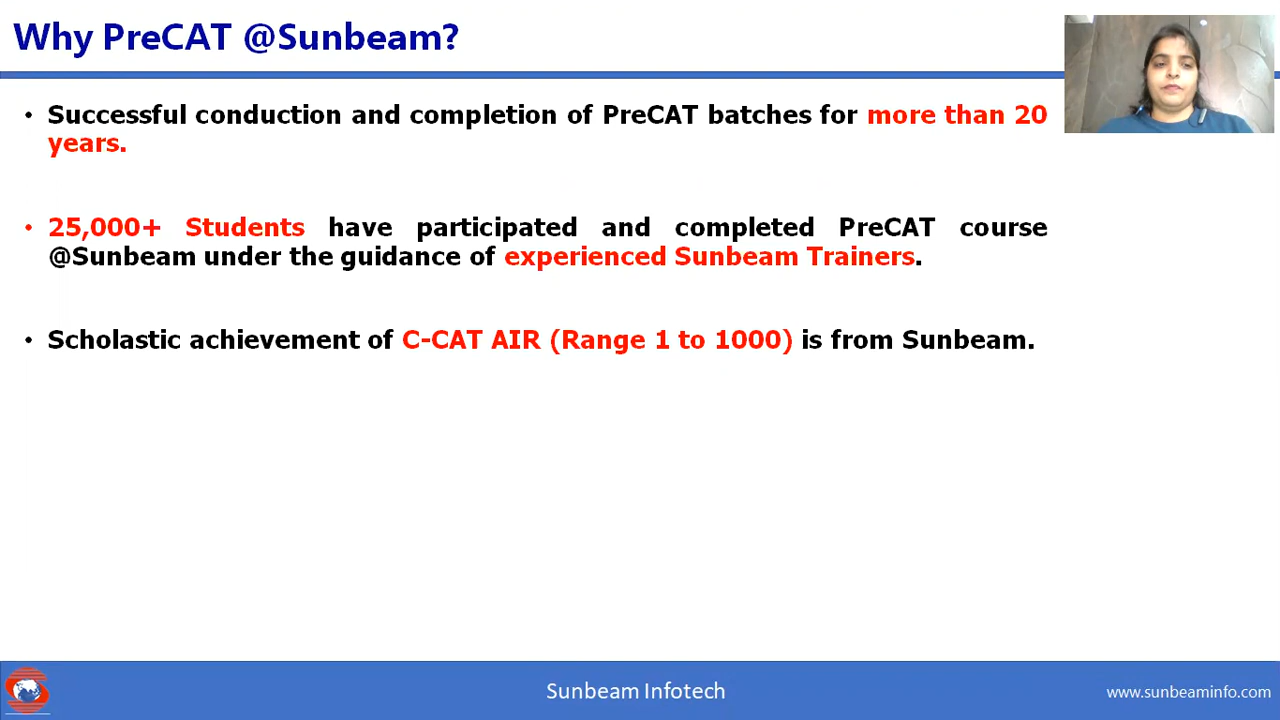 Why PreCAT @Sunbeam?
• Successful conduction and completion of PreCAT batches for more than 20
years.
• 25,000+ Students have participated and completed PreCAT course
@Sunbeam under the guidance of experienced Sunbeam Trainers.
• Scholastic achievement of C-CAT AIR (Range 1 to 1000) is from Sunbeam.
Sunbeam Infotech
www.sunbeaminfo.com